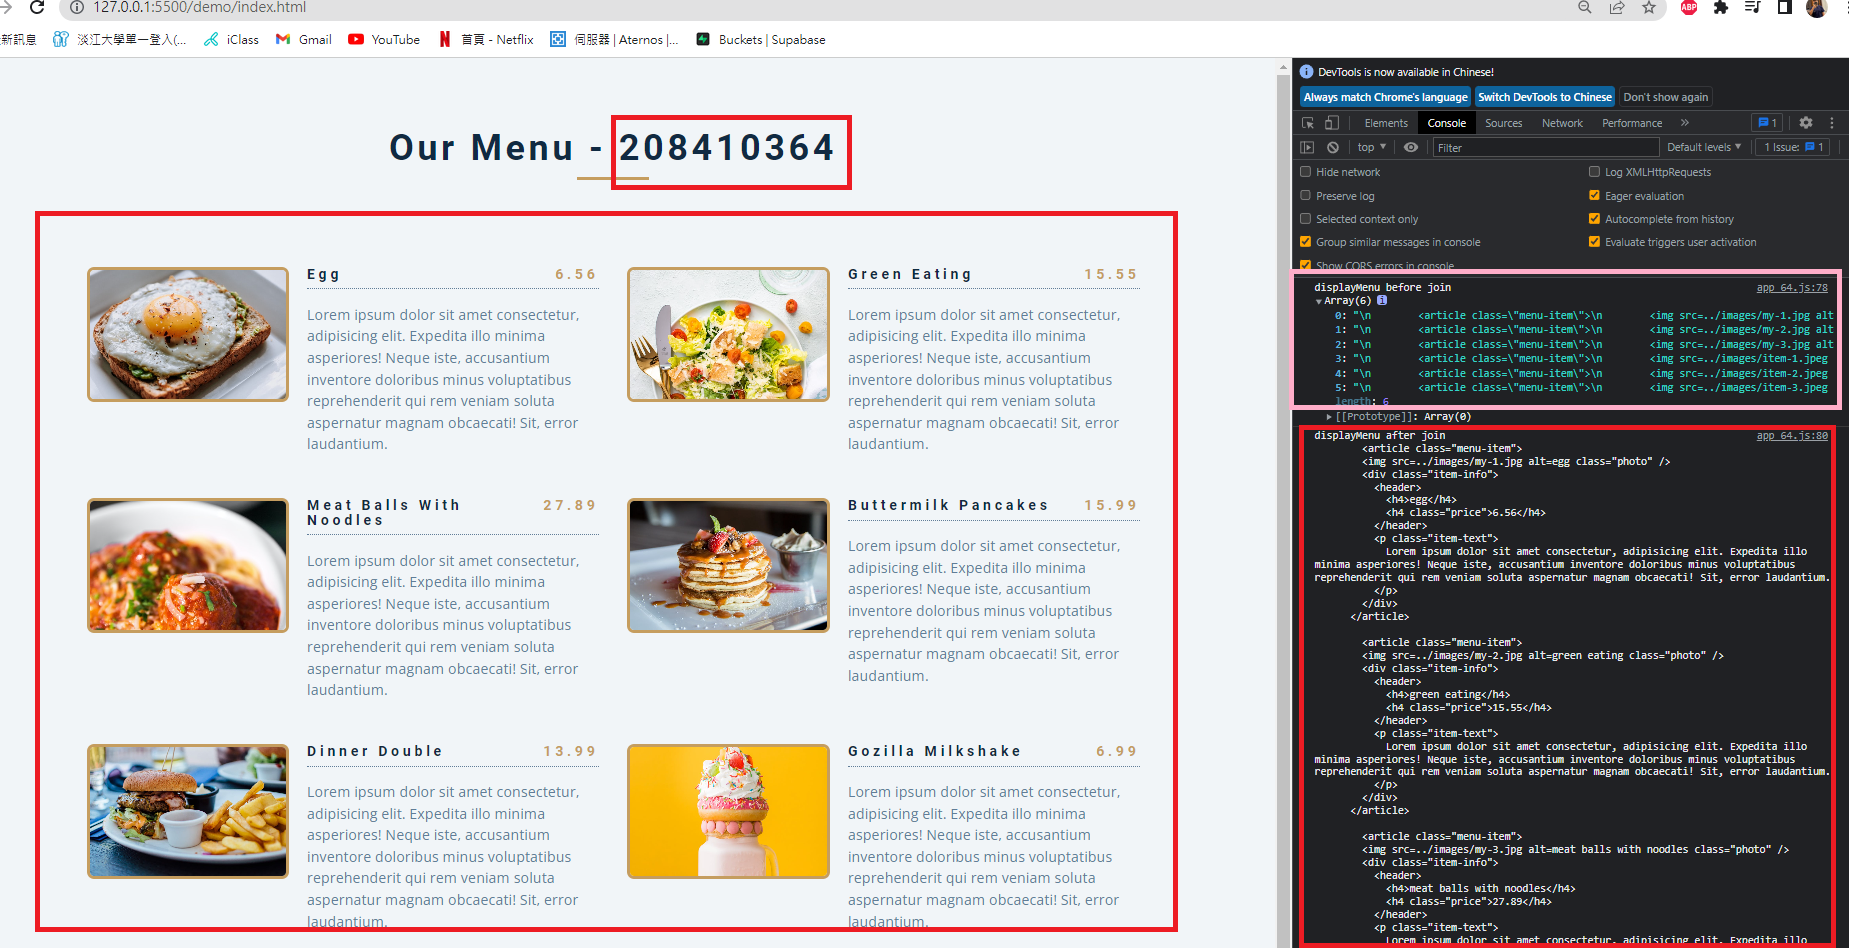 127.0.0.1:5500/demo/index.html
新訊息 淡江大學單一登入(... iClass Gmail YouTube 首頁 - Netflix 伺服器 | Aternos |... Buckets | Supabase
ABP
Our Menu - 208410364
Egg 6.56
Lorem ipsum dolor sit amet consectetur,
adipisicing elit. Expedita illo minima
asperiores! Neque iste, accusantium
inventore doloribus minus voluptatibus
reprehenderit qui rem veniam soluta
aspernatur magnam obcaecati! Sit, error
laudantium.
Green Eating 15.55
Lorem ipsum dolor sit amet consectetur,
adipisicing elit. Expedita illo minima
asperiores! Neque iste, accusantium
inventore doloribus minus voluptatibus
reprehenderit qui rem veniam soluta
aspernatur magnam obcaecati! Sit, error
laudantium.
Meat Balls With 27.89
Noodles
Lorem ipsum dolor sit amet consectetur,
adipisicing elit. Expedita illo minima
asperiores! Neque iste, accusantium
inventore doloribus minus voluptatibus
reprehenderit qui rem veniam soluta
aspernatur magnam obcaecati! Sit, error
laudantium.
Buttermilk Pancakes 15.99
Lorem ipsum dolor sit amet consectetur,
adipisicing elit. Expedita illo minima
asperiores! Neque iste, accusantium
inventore doloribus minus voluptatibus
reprehenderit qui rem veniam soluta
aspernatur magnam obcaecati! Sit, error
laudantium.
Dinner Double 13.99
Lorem ipsum dolor sit amet consectetur,
adipisicing elit. Expedita illo minima
asperiores! Neque iste, accusantium
inventore doloribus minus voluptatibus
reprehenderit qui rem veniam soluta
aspernatur magnam obcaecati! Sit, error
laudantium.
Gozilla Milkshake 6.99
Lorem ipsum dolor sit amet consectetur,
adipisicing elit. Expedita illo minima
asperiores! Neque iste, accusantium
inventore doloribus minus voluptatibus
reprehenderit qui rem veniam soluta
aspernatur magnam obcaecati! Sit, error
laudantium.
DevTools is now available in Chinese!
Always match Chrome's language Switch DevTools to Chinese Don't show again
Elements Console Sources Network Performance » 1
top ▼ Filter Default levels ▼ 1 Issue: 1
Hide network Log XMLHttpRequests
Preserve log Eager evaluation
Selected context only Autocomplete from history
Group similar messages in console Evaluate triggers user activation
Show CORS errors in console
displayMenu before join app_64.js:78
▼Array(6) i
0: "\n <article class=\"menu-item\">\n <img src=../images/my-1.jpg alt
1: "\n <article class=\"menu-item\">\n <img src=../images/my-2.jpg alt
2: "\n <article class=\"menu-item\">\n <img src=../images/my-3.jpg alt
3: "\n <article class=\"menu-item\">\n <img src=../images/item-1.jpeg
4: "\n <article class=\"menu-item\">\n <img src=../images/item-2.jpeg
5: "\n <article class=\"menu-item\">\n <img src=../images/item-3.jpeg
length: 6
▶[[Prototype]]: Array(0)
displayMenu after join app_64.js:80
<article class="menu-item">
<img src=../images/my-1.jpg alt=egg class="photo" />
<div class="item-info">
<header>
<h4>egg</h4>
<h4 class="price">6.56</h4>
</header>
<p class="item-text">
Lorem ipsum dolor sit amet consectetur, adipisicing elit. Expedita illo
minima asperiores! Neque iste, accusantium inventore doloribus minus voluptatibus
reprehenderit qui rem veniam soluta aspernatur magnam obcaecati! Sit, error laudantium.
</p>
</div>
</article>
<article class="menu-item">
<img src=../images/my-2.jpg alt=green eating class="photo" />
<div class="item-info">
<header>
<h4>green eating</h4>
<h4 class="price">15.55</h4>
</header>
<p class="item-text">
Lorem ipsum dolor sit amet consectetur, adipisicing elit. Expedita illo
minima asperiores! Neque iste, accusantium inventore doloribus minus voluptatibus
reprehenderit qui rem veniam soluta aspernatur magnam obcaecati! Sit, error laudantium.
</p>
</div>
</article>
<article class="menu-item">
<img src=../images/my-3.jpg alt=meat balls with noodles class="photo" />
<div class="item-info">
<header>
<h4>meat balls with noodles</h4>
<h4 class="price">27.89</h4>
</header>
<p class="item-text">
Lorem ipsum dolor sit amet consectetur, adipisicing elit. Expedita illo